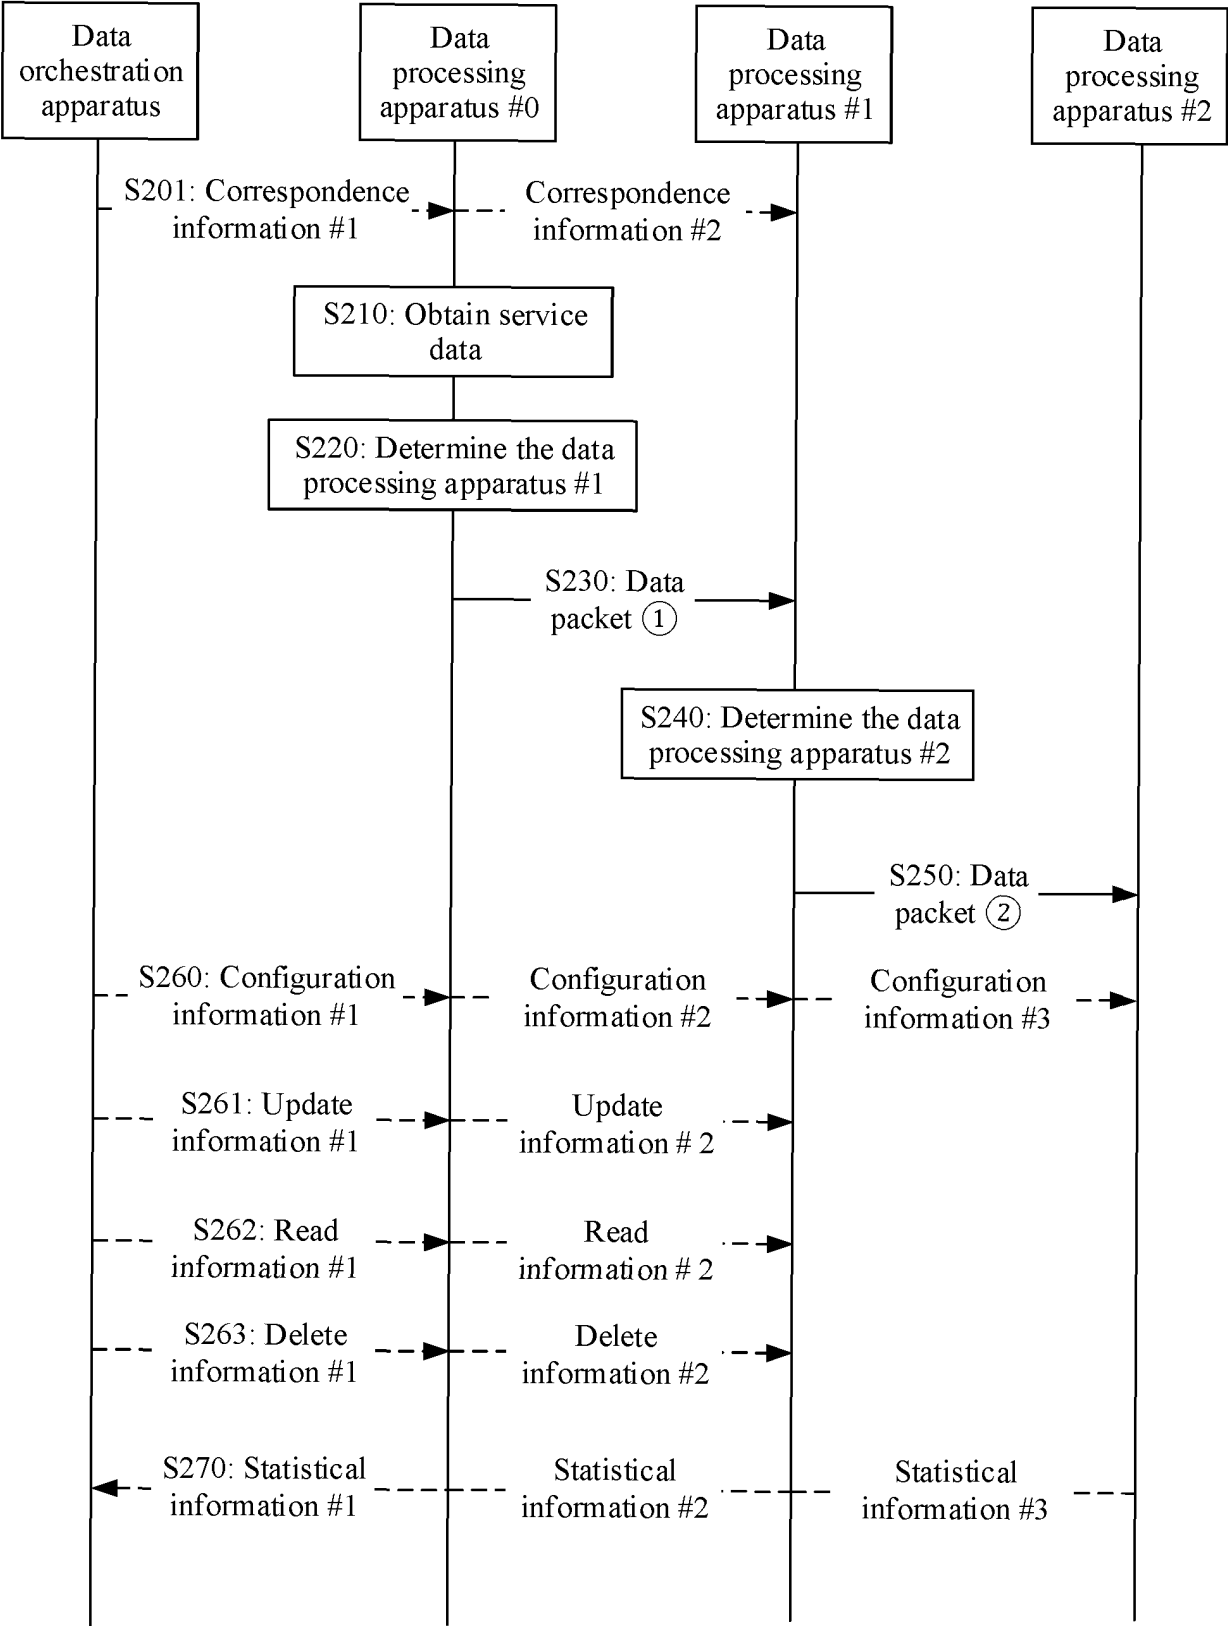 Data
orchestration
apparatus
Data
processing
apparatus #0
Data
processing
apparatus #1
Data
processing
apparatus #2
S201: Correspondence
information #1
Correspondence
information #2
S210: Obtain service
data
S220: Determine the data
processing apparatus #1
S230: Data
packet ①
S240: Determine the data
processing apparatus #2
S250: Data
packet ②
S260: Configuration
information #1
Configuration
information #2
Configuration
information #3
S261: Update
information #1
Update
information # 2
S262: Read
information #1
Read
information # 2
S263: Delete
information #1
Delete
information #2
S270: Statistical
information #1
Statistical
information #2
Statistical
information #3